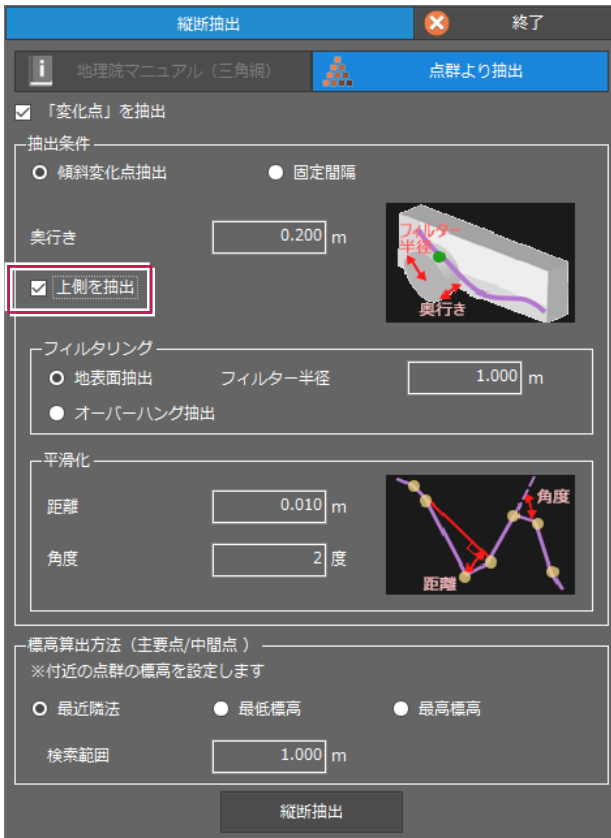 縦断抽出 終了
地理院マニュアル（三角網） 点群より抽出
「変化点」を抽出
抽出条件
傾斜変化点抽出 固定間隔
奥行き 0.200 m
フィルター
半径
奥行き
上側を抽出
フィルタリング
地表面抽出 フィルター半径 1.000 m
オーバーハング抽出
平滑化
距離 0.010 m
角度 2 度
角度
距離
標高算出方法（主要点/中間点 ）
※付近の点群の標高を設定します
最近隣法 最低標高 最高標高
検索範囲 1.000 m
縦断抽出